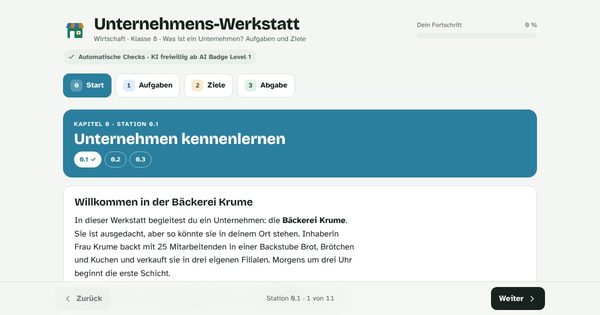 Unternehmens-Werkstatt
Wirtschaft · Klasse 8 · Was ist ein Unternehmen? Aufgaben und Ziele
Dein Fortschritt
0 %
Automatische Checks · KI freiwillig ab AI Badge Level 1
0 Start
1 Aufgaben
2 Ziele
3 Abgabe
KAPITEL 0 · STATION 0.1
Unternehmen kennenlernen
0.1 ✓
0.2
0.3
Willkommen in der Bäckerei Krume
In dieser Werkstatt begleitest du ein Unternehmen: die Bäckerei Krume.
Sie ist ausgedacht, aber so könnte sie in deinem Ort stehen. Inhaberin
Frau Krume backt mit 25 Mitarbeitenden in einer Backstube Brot, Brötchen
und Kuchen und verkauft sie in drei eigenen Filialen. Morgens um drei Uhr
beginnt die erste Schicht.
Zurück
Station 0.1 · 1 von 11
Weiter